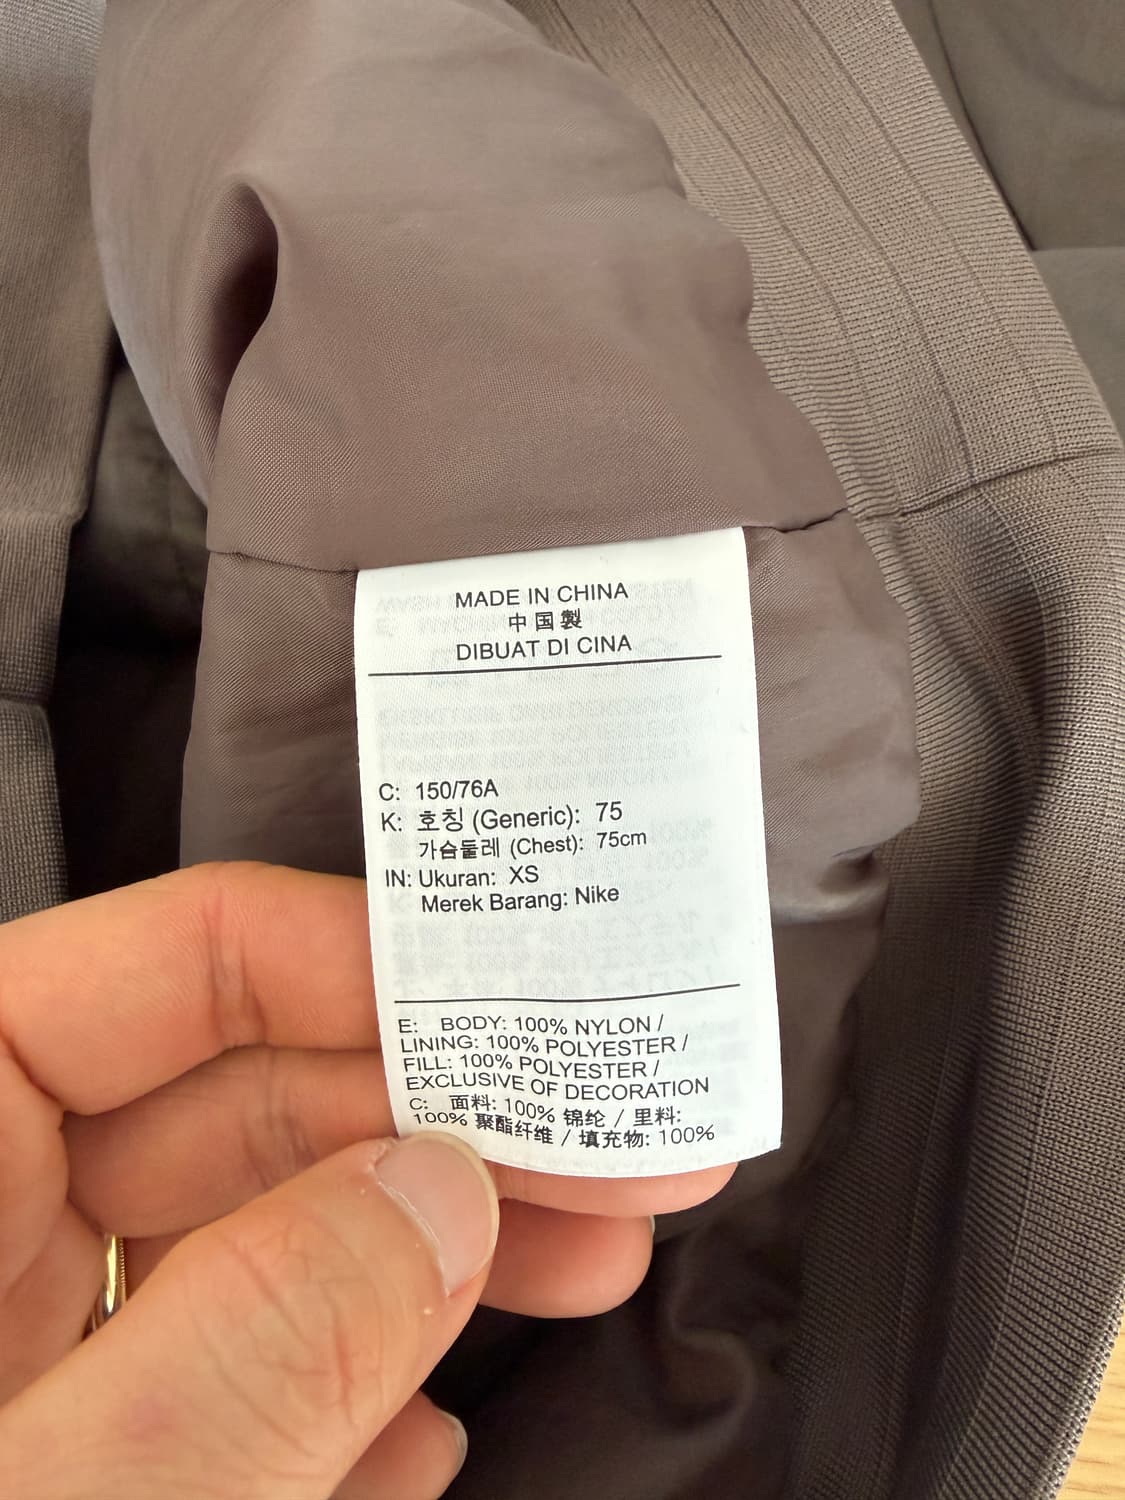 MADE IN CHINA
中国製
DIBUAT DI CINA
C: 150/76A
K: 호칭 (Generic): 75
가슴둘레 (Chest): 75cm
IN: Ukuran: XS
Merek Barang: Nike
E: BODY: 100% NYLON /
LINING: 100% POLYESTER /
FILL: 100% POLYESTER /
EXCLUSIVE OF DECORATION
C: 面料: 100% 锦纶 / 里料:
100% 聚酯纤维 / 填充物: 100%